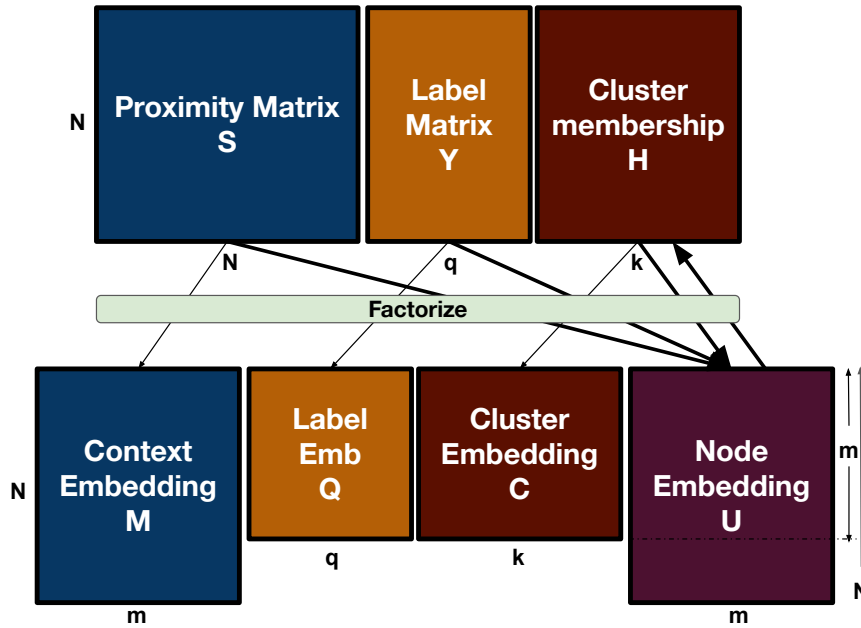 Proximity Matrix
S
Label
Matrix
Y
Cluster
membership
H
N
N
q
k
Factorize
Context
Embedding
M
Label
Emb
Q
Cluster
Embedding
C
Node
Embedding
U
m
N
q
k
N
m
m